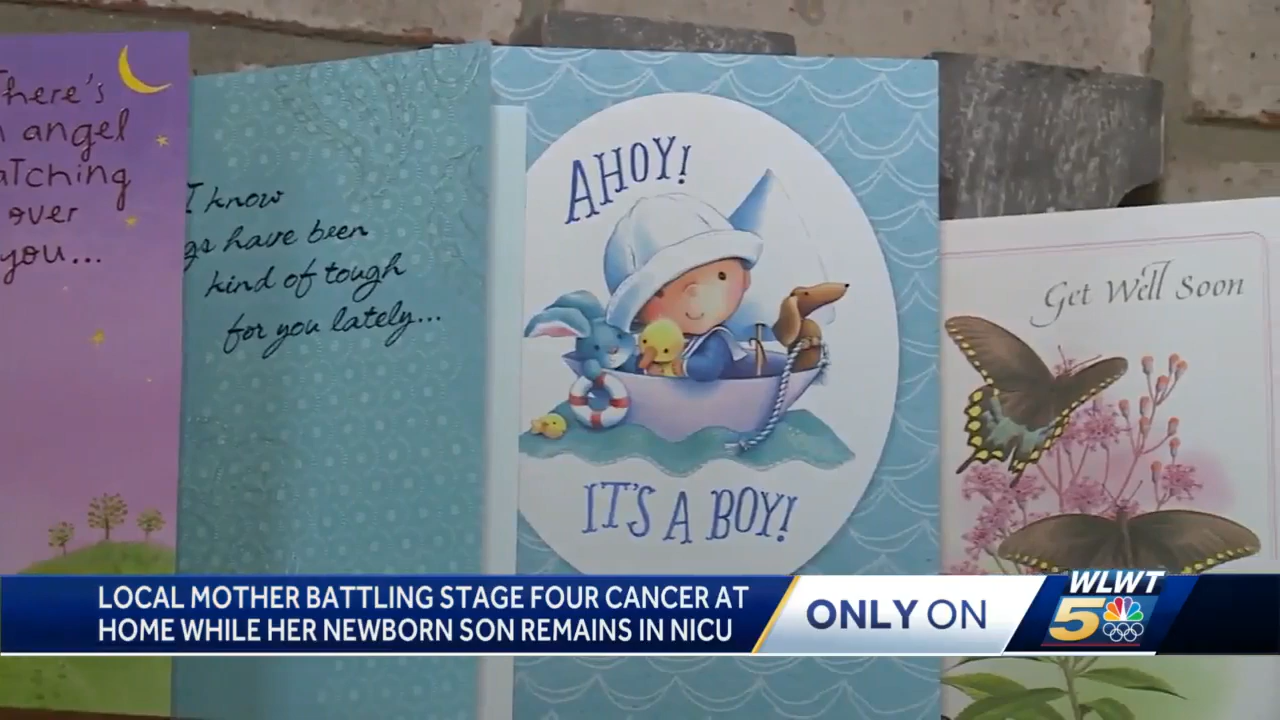 here's
angel
atching
over
you...
I know
gs have been
kind of tough
for you lately...
AHOY!
IT'S A BOY!
Get Well Soon
LOCAL MOTHER BATTLING STAGE FOUR CANCER AT
HOME WHILE HER NEWBORN SON REMAINS IN NICU
ONLY ON
WLWT
5